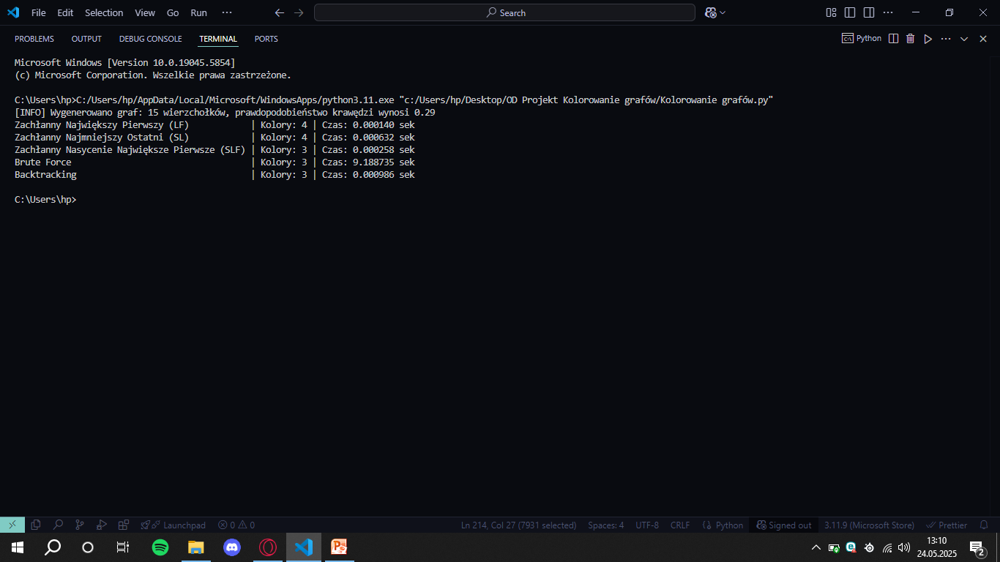 File Edit Selection View Go Run ··· Search
PROBLEMS OUTPUT DEBUG CONSOLE TERMINAL PORTS Python
Microsoft Windows [Version 10.0.19045.5854]
(c) Microsoft Corporation. Wszelkie prawa zastrzeżone.
C:\Users\hp>C:/Users/hp/AppData/Local/Microsoft/WindowsApps/python3.11.exe "c:/Users/hp/Desktop/OD Projekt Kolorowanie grafów/Kolorowanie grafów.py"
[INFO] Wygenerowano graf: 15 wierzchołków, prawdopodobieństwo krawędzi wynosi 0.29
Zachłanny Największy Pierwszy (LF) | Kolory: 4 | Czas: 0.000140 sek
Zachłanny Najmniejszy Ostatni (SL) | Kolory: 4 | Czas: 0.000632 sek
Zachłanny Nasycenie Największe Pierwsze (SLF) | Kolory: 3 | Czas: 0.000258 sek
Brute Force | Kolory: 3 | Czas: 9.188735 sek
Backtracking | Kolory: 3 | Czas: 0.000986 sek
C:\Users\hp>
Launchpad 0 0 Ln 214, Col 27 (7931 selected) Spaces: 4 UTF-8 CRLF Python Signed out 3.11.9 (Microsoft Store) Prettier
13:10
24.05.2025
2